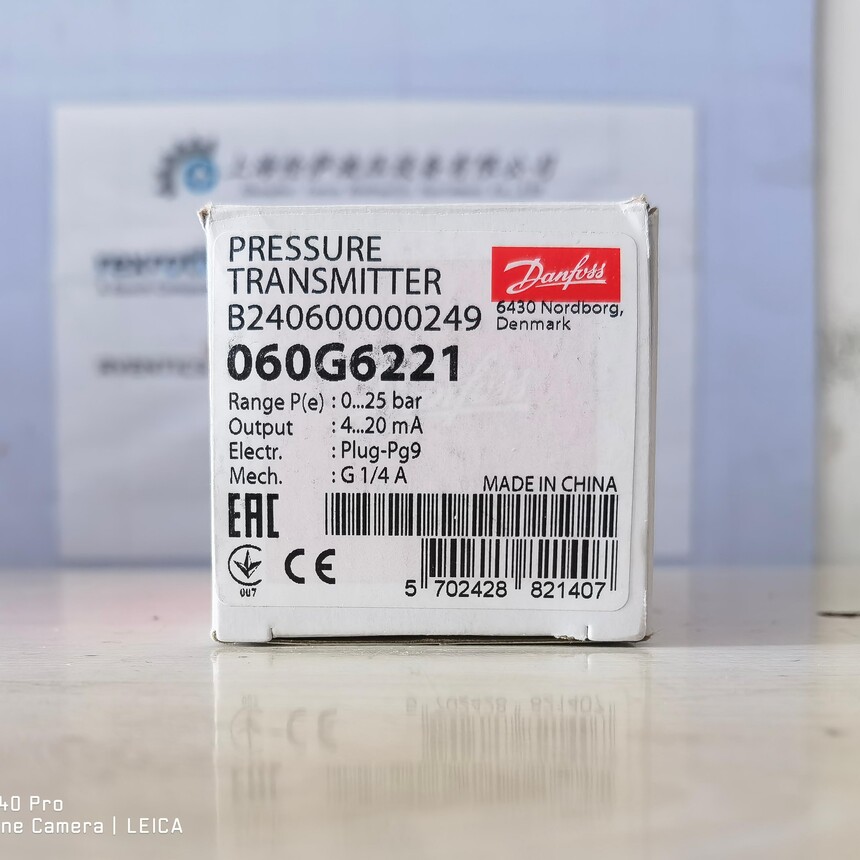 PRESSURE
TRANSMITTER
B240600000249
060G6221
Danfoss
6430 Nordborg,
Denmark
Range P(e) : 0...25 bar
Output : 4...20 mA
Electr. : Plug-Pg9
Mech. : G 1/4 A
MADE IN CHINA
EAC
007
CE
5 702428 821407
40 Pro
ne Camera | LEICA